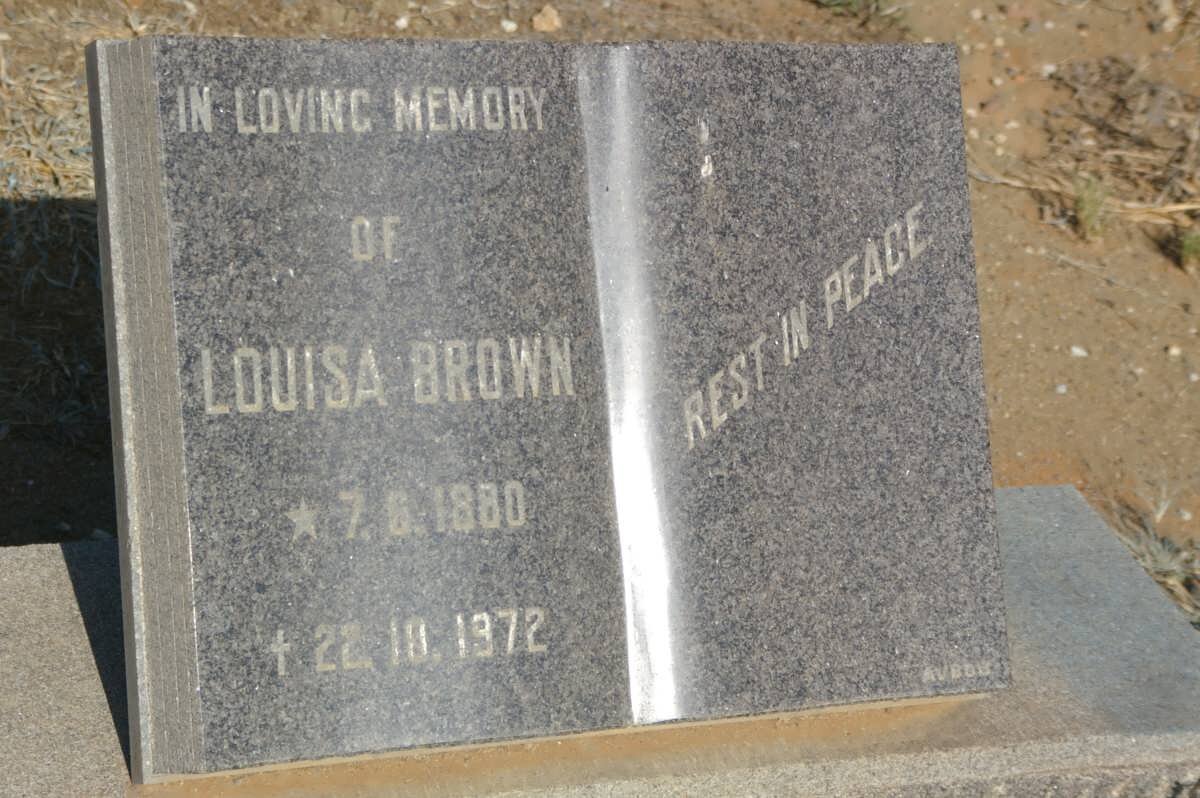 IN LOVING MEMORY
OF
LOUISA BROWN
★ 7. 6. 1880
† 22. 10. 1972
REST IN PEACE